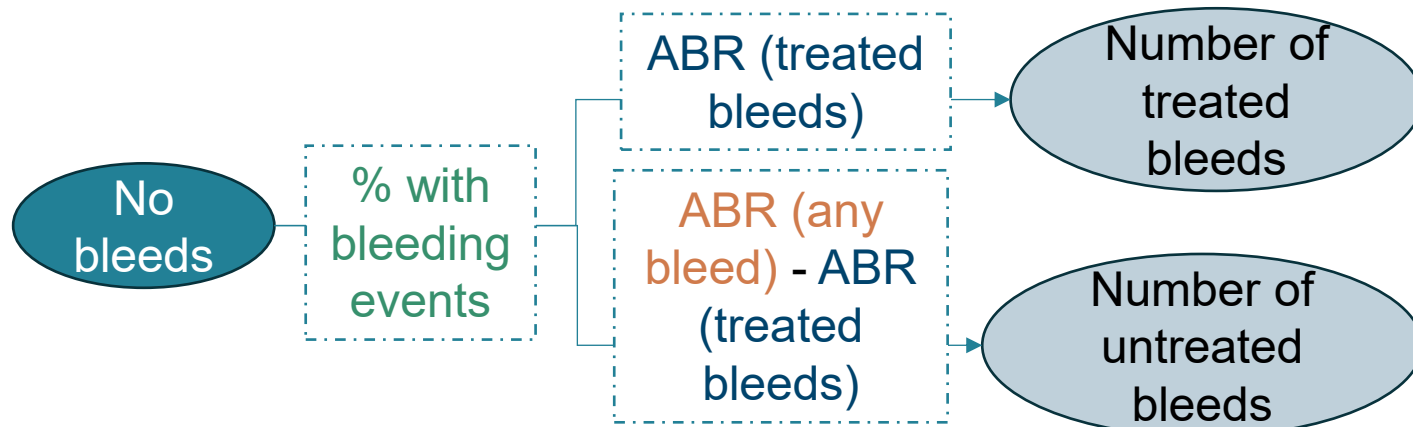 No
bleeds
% with
bleeding
events
ABR (treated
bleeds)
ABR (any
bleed) - ABR
(treated
bleeds)
Number of
treated
bleeds
Number of
untreated
bleeds